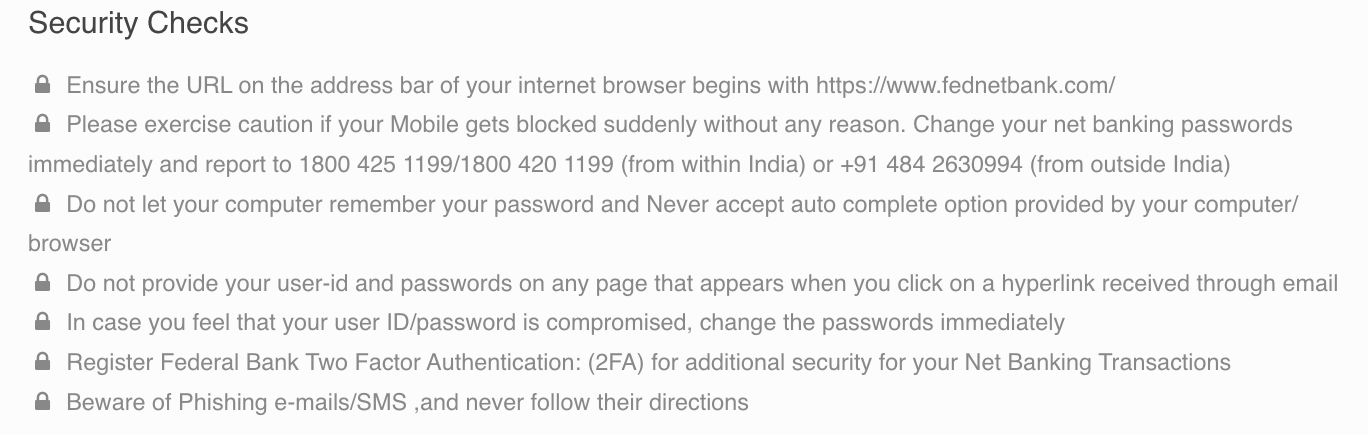 Security Checks
Ensure the URL on the address bar of your internet browser begins with https://www.fednetbank.com/
Please exercise caution if your Mobile gets blocked suddenly without any reason. Change your net banking passwords
immediately and report to 1800 425 1199/1800 420 1199 (from within India) or +91 484 2630994 (from outside India)
Do not let your computer remember your password and Never accept auto complete option provided by your computer/
browser
Do not provide your user-id and passwords on any page that appears when you click on a hyperlink received through email
In case you feel that your user ID/password is compromised, change the passwords immediately
Register Federal Bank Two Factor Authentication: (2FA) for additional security for your Net Banking Transactions
Beware of Phishing e-mails/SMS ,and never follow their directions